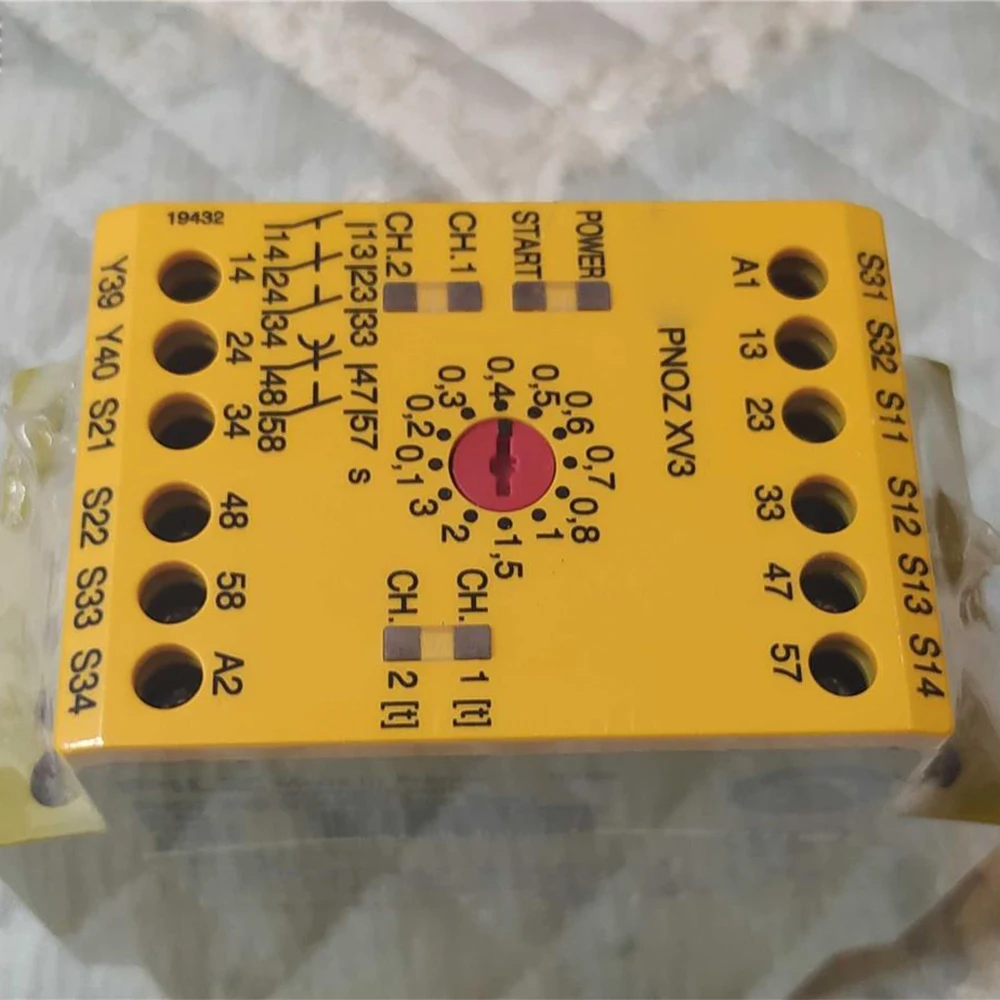 S31 S32 S11 S12 S13 S14
A1 13 23 33 47 57
PNOZ XV3
POWER
START
CH.1
CH.2
0,1 0,2 0,3 0,4 0,5 0,6 0,7 0,8 1 1,5 2 3
s
CH. 1 [t]
CH. 2 [t]
|13|23|33 |47|57
|14|24|34 |48|58
14 24 34 48 58 A2
Y39 Y40 S21 S22 S33 S34
19432